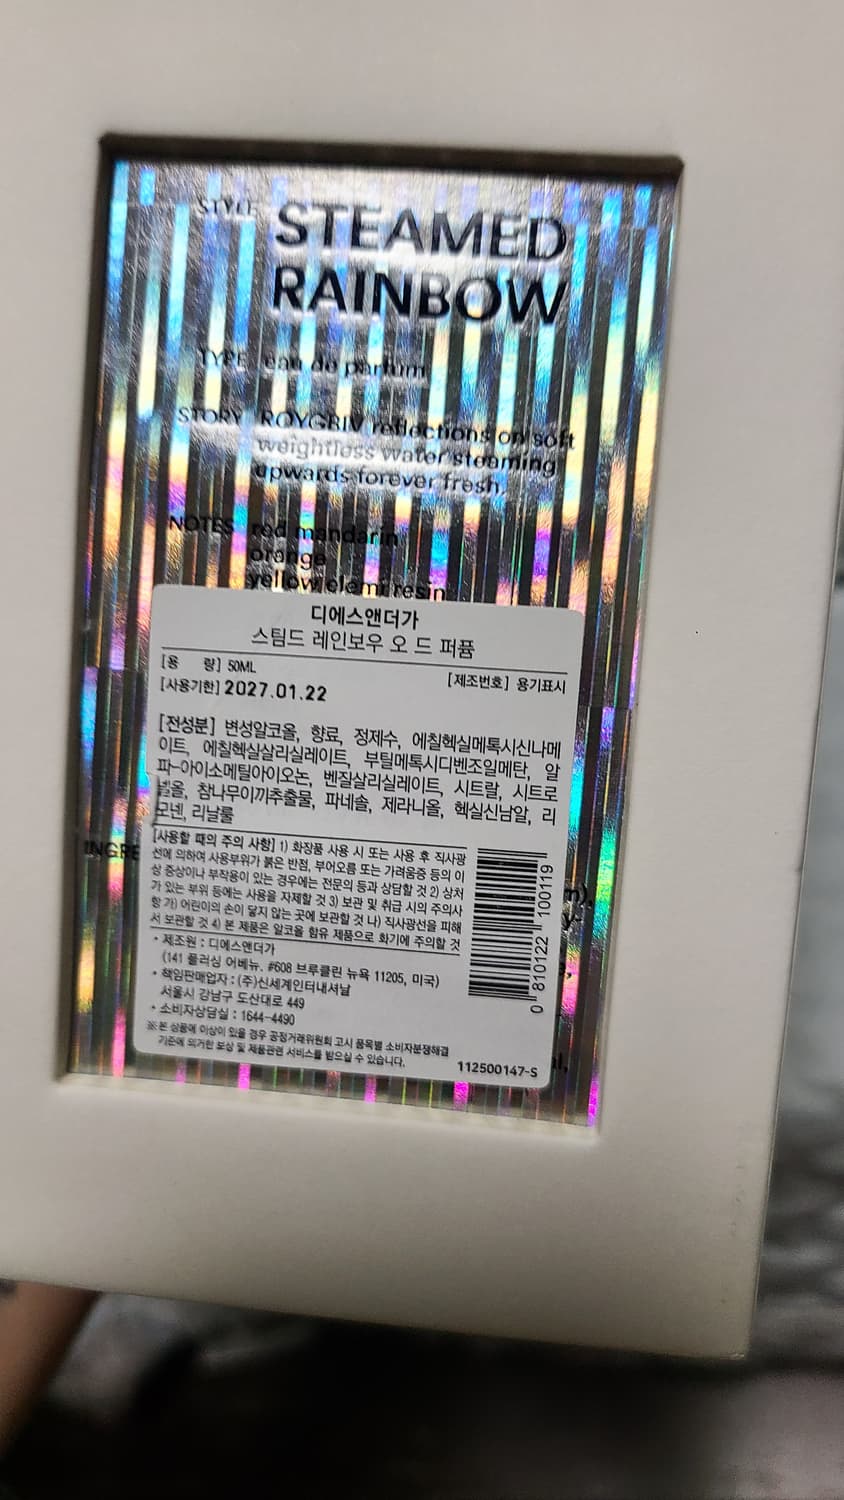 STYLE STEAMED
RAINBOW
TYPE eau de parfum
STORY ROYGBIV reflections on soft
weightless water steaming
upwards forever fresh.
NOTES red mandarin
orange
yellow elemi resin
디에스앤더가
스팀드 레인보우 오 드 퍼퓸
[용 량] 50ML
[제조번호] 용기표시
[사용기한] 2027.01.22
[전성분] 변성알코올, 향료, 정제수, 에칠헥실메톡시신나메
이트, 에칠헥실살리실레이트, 부틸메톡시디벤조일메탄, 알
파-아이소메틸아이오논, 벤질살리실레이트, 시트랄, 시트로
넬올, 참나무이끼추출물, 파네솔, 제라니올, 헥실신남알, 리
모넨, 리날룰
INGRE
[사용할 때의 주의 사항] 1) 화장품 사용 시 또는 사용 후 직사광
선에 의하여 사용부위가 붉은 반점, 부어오름 또는 가려움증 등의 이
상 증상이나 부작용이 있는 경우에는 전문의 등과 상담할 것 2) 상처
가 있는 부위 등에는 사용을 자제할 것 3) 보관 및 취급 시의 주의사
항 가) 어린이의 손이 닿지 않는 곳에 보관할 것 나) 직사광선을 피해
서 보관할 것 4) 본 제품은 알코올 함유 제품으로 화기에 주의할 것
• 제조원 : 디에스앤더가
(141 플러싱 어베뉴. #608 브루클린 뉴욕 11205, 미국)
• 책임판매업자 : (주)신세계인터내셔날
서울시 강남구 도산대로 449
• 소비자상담실 : 1644-4490
※ 본 상품에 이상이 있을 경우 공정거래위원회 고시 품목별 소비자분쟁해결
기준에 의거한 보상 및 제품관련 서비스를 받으실 수 있습니다.
0 810122 100119
112500147-S